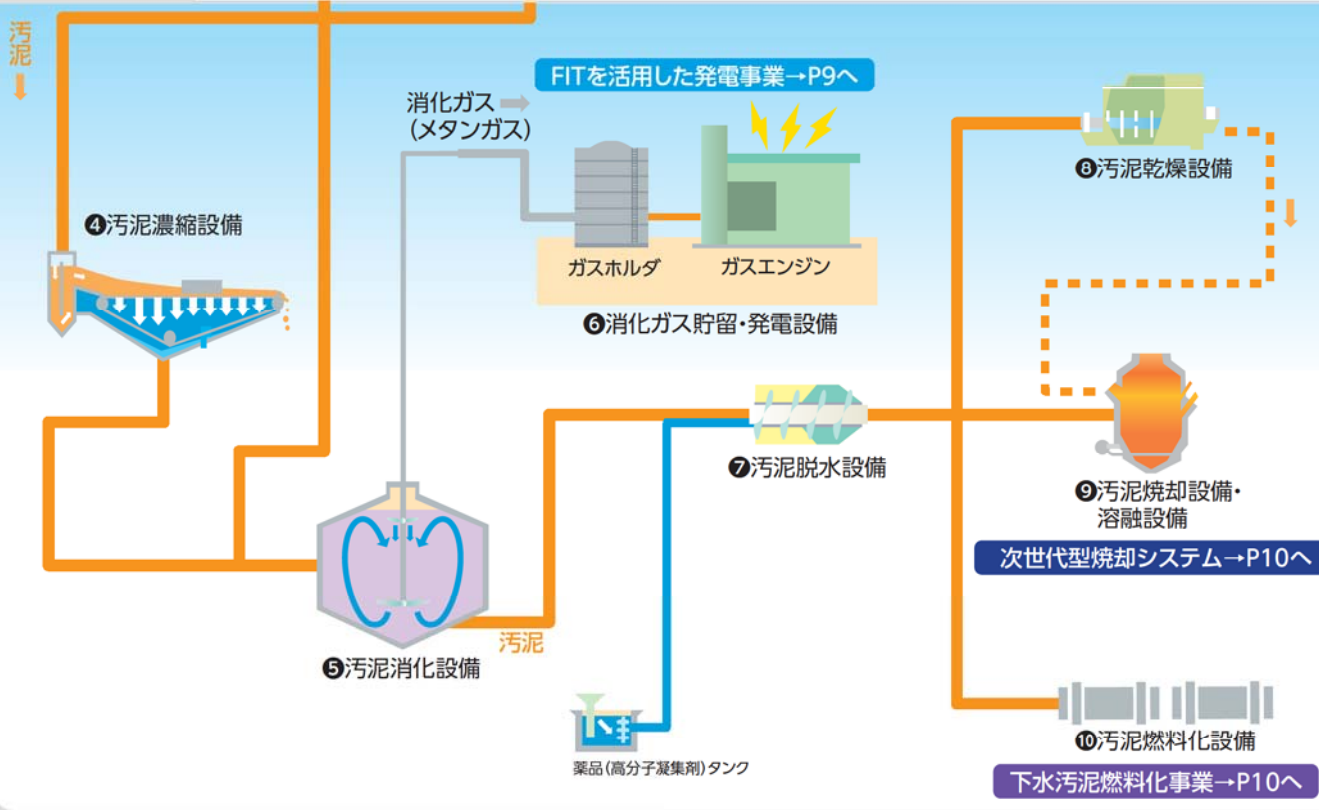 汚泥
FITを活用した発電事業→P9へ
消化ガス
(メタンガス)
❽汚泥乾燥設備
❹汚泥濃縮設備
ガスホルダ
ガスエンジン
❻消化ガス貯留・発電設備
❼汚泥脱水設備
❾汚泥焼却設備・
溶融設備
次世代型焼却システム→P10へ
汚泥
❺汚泥消化設備
❿汚泥燃料化設備
薬品(高分子凝集剤)タンク
下水汚泥燃料化事業→P10へ